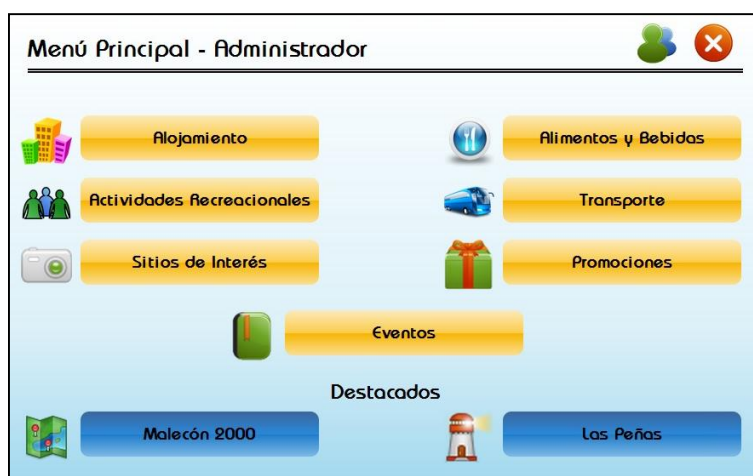 Menú Principal - Administrador
Alojamiento
Alimentos y Bebidas
Actividades Recreacionales
Transporte
Sitios de Interés
Promociones
Eventos
Destacados
Malecón 2000
Las Peñas